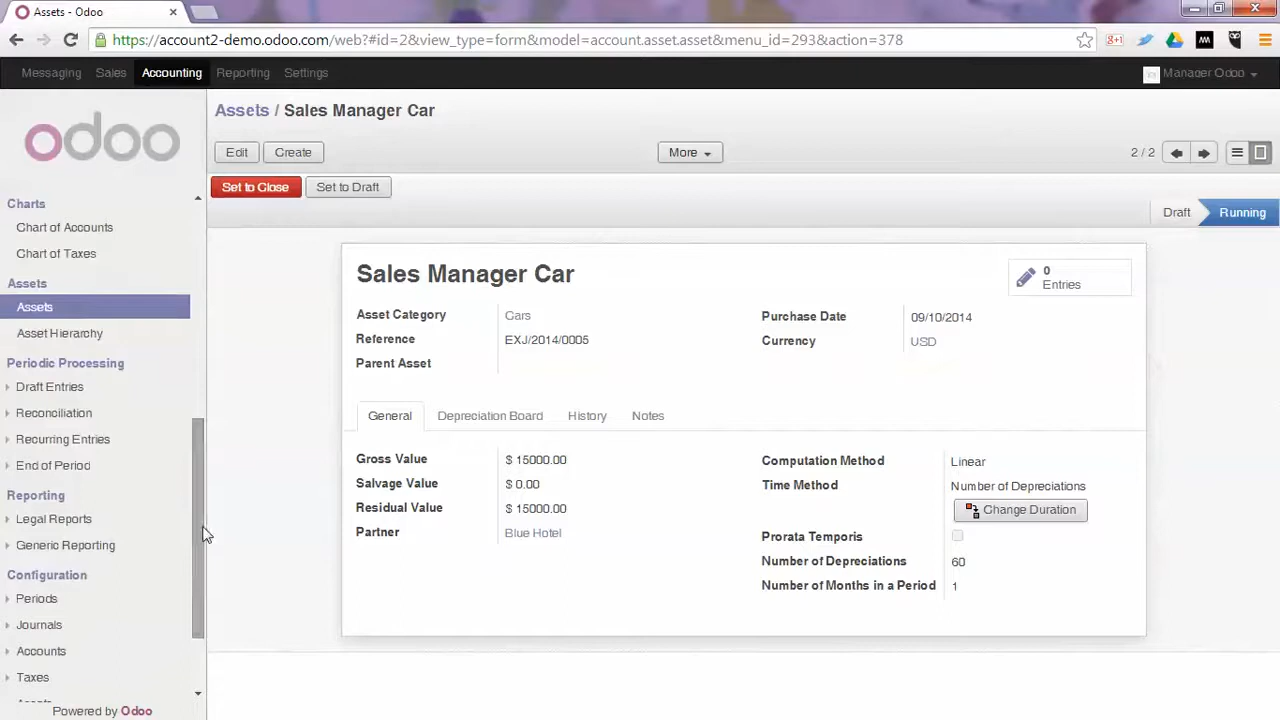 Assets - Odoo
https://account2-demo.odoo.com/web?#id=2&view_type=form&model=account.asset.asset&menu_id=293&action=378
Messaging Sales Accounting Reporting Settings
Manager Odoo
odoo
Assets / Sales Manager Car
Edit Create
More
2 / 2
Set to Close Set to Draft
Draft Running
Charts
Chart of Accounts
Chart of Taxes
Assets
Assets
Asset Hierarchy
Periodic Processing
Draft Entries
Reconciliation
Recurring Entries
End of Period
Reporting
Legal Reports
Generic Reporting
Configuration
Periods
Journals
Accounts
Taxes
Powered by Odoo
Sales Manager Car
0
Entries
Asset Category Cars
Reference EXJ/2014/0005
Parent Asset
Purchase Date 09/10/2014
Currency USD
General Depreciation Board History Notes
Gross Value $ 15000.00
Salvage Value $ 0.00
Residual Value $ 15000.00
Partner Blue Hotel
Computation Method Linear
Time Method Number of Depreciations
Change Duration
Prorata Temporis
Number of Depreciations 60
Number of Months in a Period 1